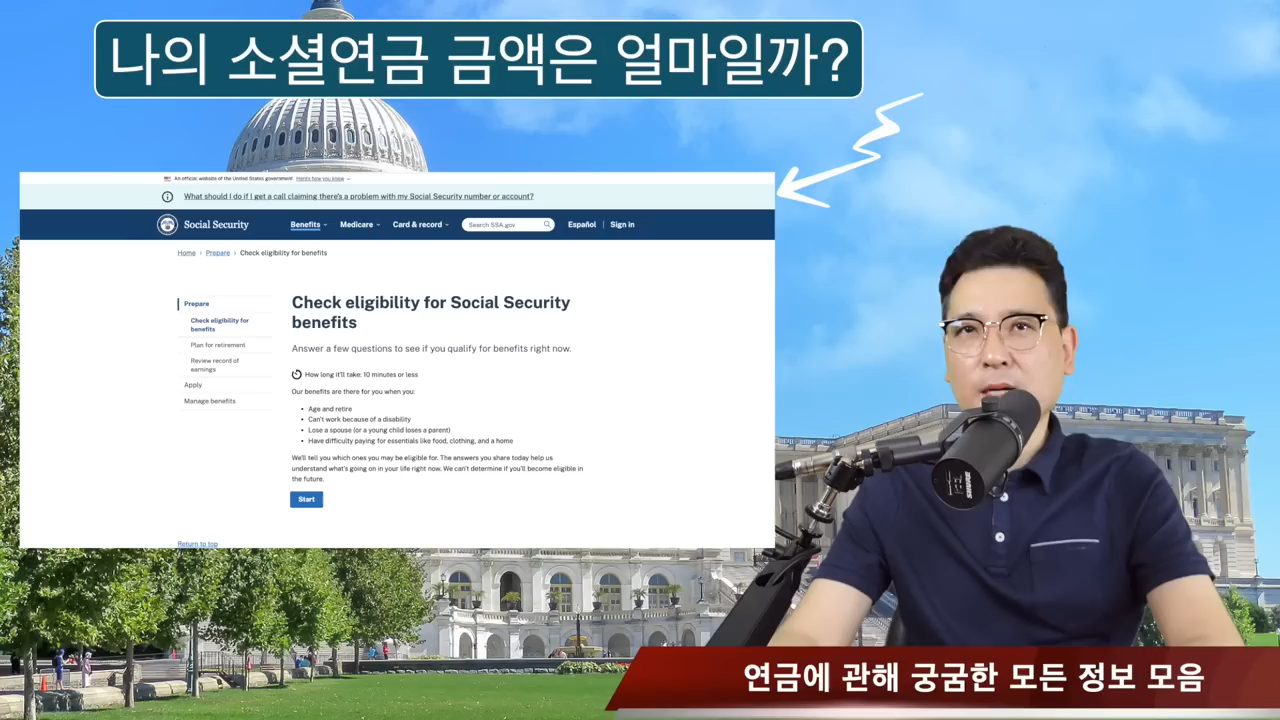 나의 소셜연금 금액은 얼마일까?
An official website of the United States government Here's how you know
What should I do if I get a call claiming there's a problem with my Social Security number or account?
Social Security Benefits Medicare Card & record Search SSA.gov Español Sign in
Home › Prepare › Check eligibility for benefits
Prepare
Check eligibility for
benefits
Plan for retirement
Review record of
earnings
Apply
Manage benefits
Check eligibility for Social Security
benefits
Answer a few questions to see if you qualify for benefits right now.
How long it'll take: 10 minutes or less
Our benefits are there for you when you:
• Age and retire
• Can't work because of a disability
• Lose a spouse (or a young child loses a parent)
• Have difficulty paying for essentials like food, clothing, and a home
We'll tell you which ones you may be eligible for. The answers you share today help us
understand what's going on in your life right now. We can't determine if you'll become eligible in
the future.
Start
Return to top
SHURE
연금에 관해 궁굼한 모든 정보 모음